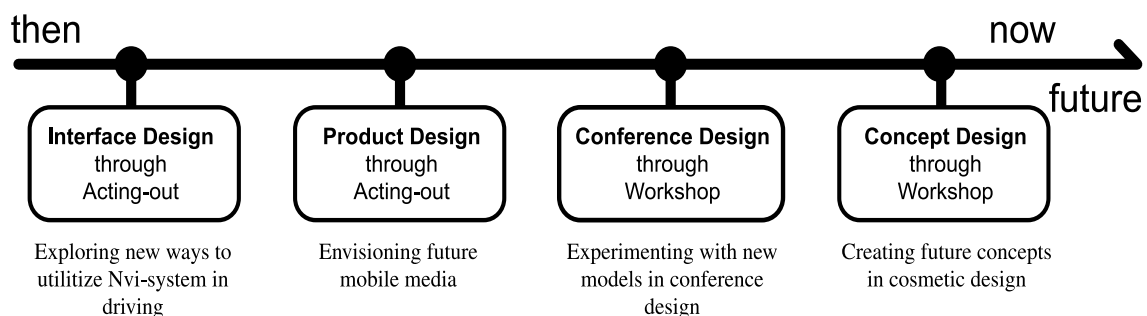 then
now
future
Interface Design
through
Acting-out
Product Design
through
Acting-out
Conference Design
through
Workshop
Concept Design
through
Workshop
Exploring new ways to
utilitize Nvi-system in
driving
Envisioning future
mobile media
Experimenting with new
models in conference
design
Creating future concepts
in cosmetic design